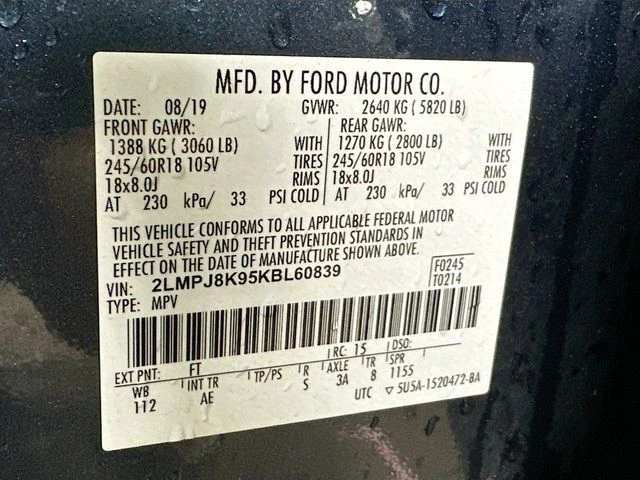 MFD. BY FORD MOTOR CO.
DATE: 08/19 GVWR: 2640 KG ( 5820 LB)
FRONT GAWR: REAR GAWR:
1388 KG ( 3060 LB) WITH 1270 KG ( 2800 LB) WITH
245/60R18 105V TIRES 245/60R18 105V TIRES
18x8.0J RIMS 18x8.0J RIMS
AT 230 kPa/ 33 PSI COLD AT 230 kPa/ 33 PSI COLD
THIS VEHICLE CONFORMS TO ALL APPLICABLE FEDERAL MOTOR
VEHICLE SAFETY AND THEFT PREVENTION STANDARDS IN
EFFECT ON THE DATE OF MANUFACTURE SHOWN ABOVE.
VIN: 2LMPJ8K95KBL60839 F0245
TYPE: MPV T0214
EXT PNT: FT RC: 15 DSO:
WB INT TR TP/PS R AXLE TR SPR
112 AE S 3A 8 1155
UTC ▽ 5U5A-1520472-BA